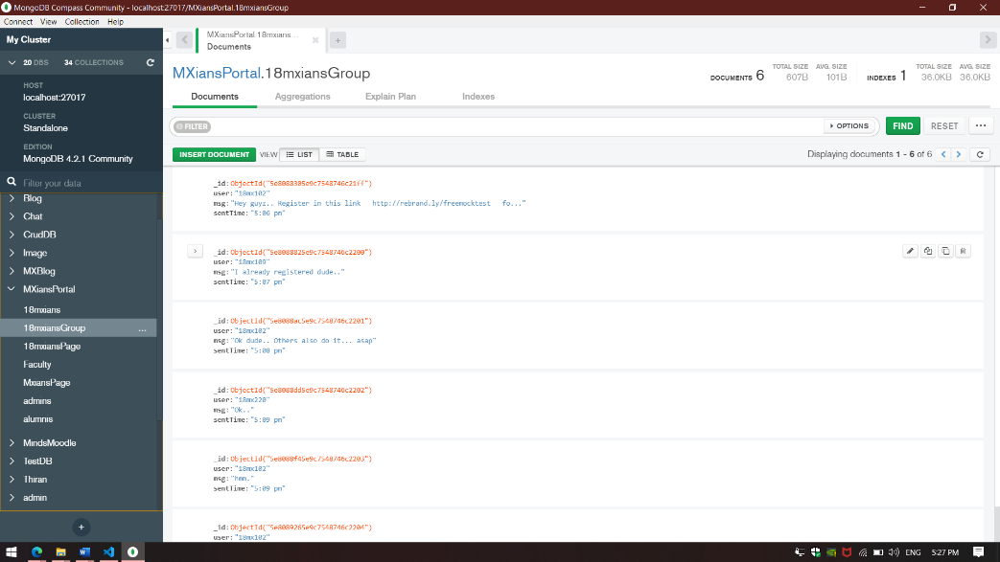 MongoDB Compass Community - localhost:27017/MXiansPortal.18mxiansGroup
Connect View Collection Help
My Cluster
20 DBS 34 COLLECTIONS
HOST
localhost:27017
CLUSTER
Standalone
EDITION
MongoDB 4.2.1 Community
Filter your data
Blog
Chat
CrudDB
Image
MXBlog
MXiansPortal
18mxians
18mxiansGroup ...
18mxiansPage
Faculty
MxiansPage
admins
alumnis
MindsMoodle
TestDB
Thiran
admin
+
MXiansPortal.18mxians...
Documents
+
MXiansPortal.18mxiansGroup
DOCUMENTS 6 TOTAL SIZE 607B AVG. SIZE 101B INDEXES 1 TOTAL SIZE 36.0KB AVG. SIZE 36.0KB
Documents Aggregations Explain Plan Indexes
FILTER OPTIONS FIND RESET ...
INSERT DOCUMENT VIEW LIST TABLE Displaying documents 1 - 6 of 6
_id:ObjectId("5e8088305e9c7548746c21ff")
user:"18mx102"
msg:"Hey guyz.. Register in this link http://rebrand.ly/freemocktest fo..."
sentTime:"5:06 pm"
_id:ObjectId("5e8088825e9c7548746c2200")
user:"18mx109"
msg:"I already registered dude.."
sentTime:"5:07 pm"
_id:ObjectId("5e8088ac5e9c7548746c2201")
user:"18mx102"
msg:"Ok dude.. Others also do it... asap"
sentTime:"5:08 pm"
_id:ObjectId("5e8088dd5e9c7548746c2202")
user:"18mx220"
msg:"Ok.."
sentTime:"5:09 pm"
_id:ObjectId("5e8088f45e9c7548746c2203")
user:"18mx102"
msg:"hmm."
sentTime:"5:09 pm"
_id:ObjectId("5e8089265e9c7548746c2204")
user:"18mx102"
ENG 5:27 PM